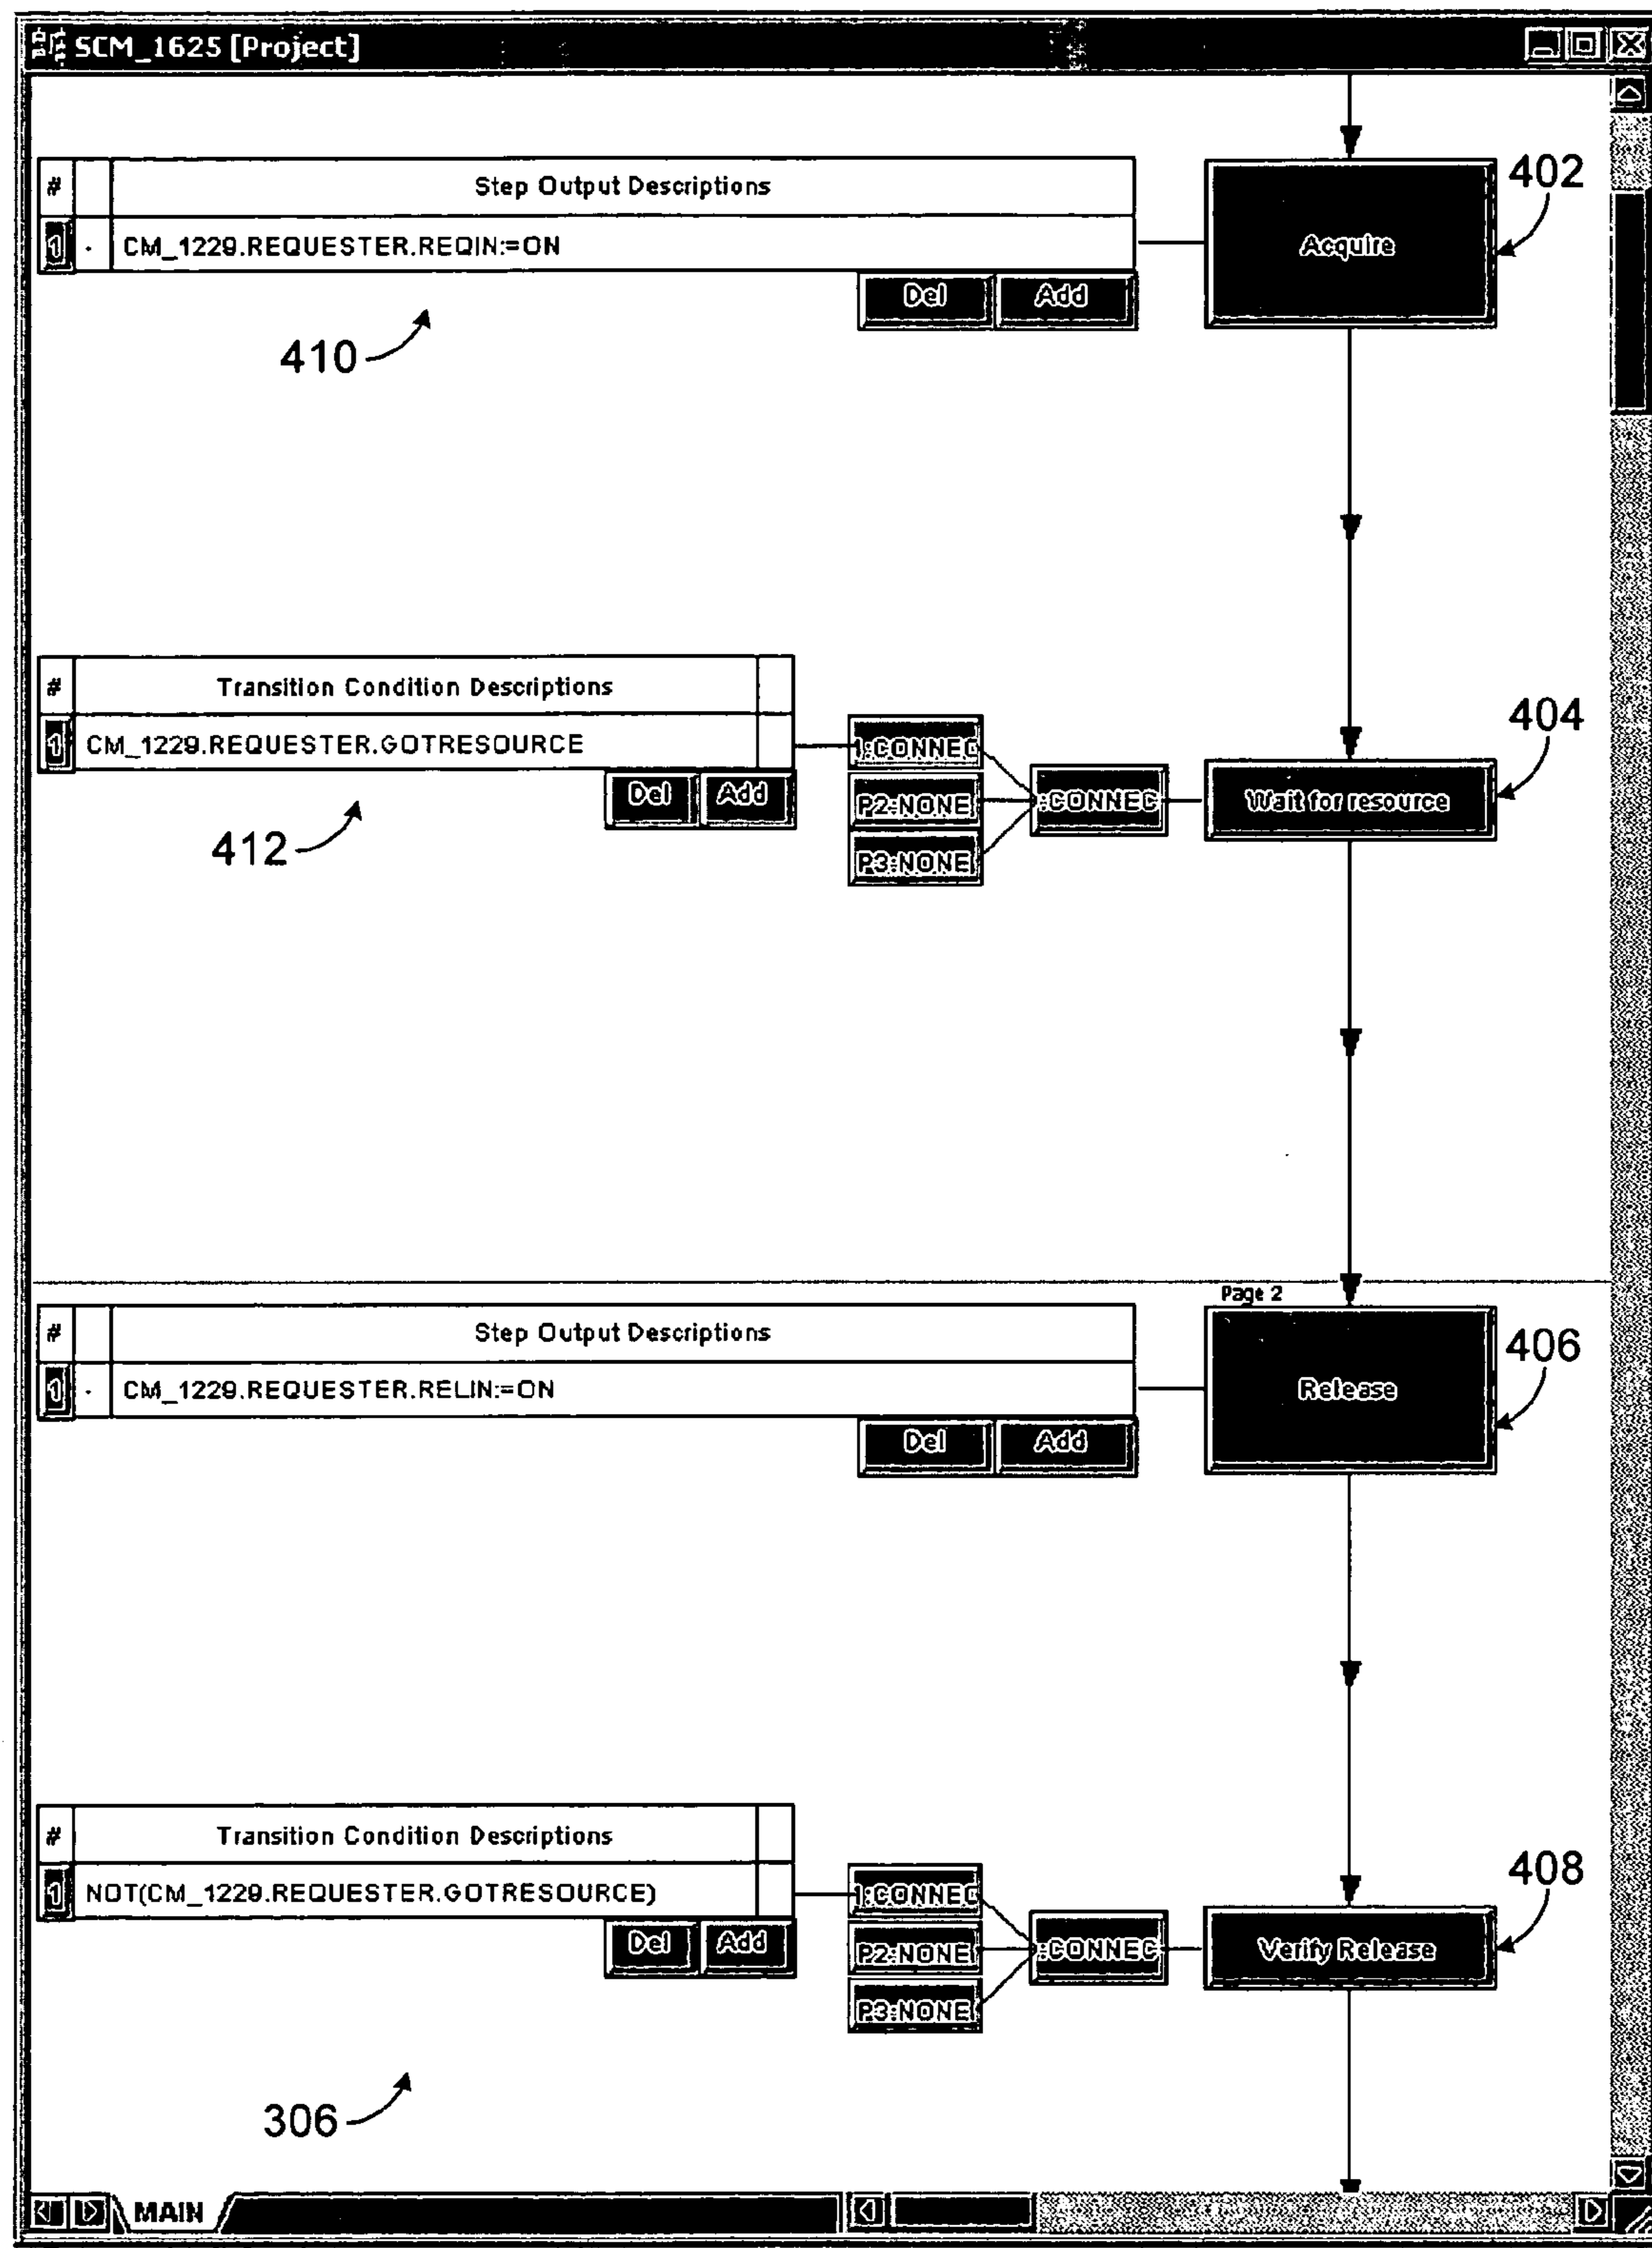 SCM_1625 [Project]
402
# Step Output Descriptions
1 - CM_1229.REQUESTER.REQIN:=ON
Acquire
Del Add
410
404
# Transition Condition Descriptions
1 CM_1229.REQUESTER.GOTRESOURCE
1:CONNEC
P2:NONE
P3:NONE
:CONNEC
Wait for resource
Del Add
412
Page 2
406
# Step Output Descriptions
1 - CM_1229.REQUESTER.RELIN:=ON
Release
Del Add
408
# Transition Condition Descriptions
1 NOT(CM_1229.REQUESTER.GOTRESOURCE)
1:CONNEC
P2:NONE
P3:NONE
:CONNEC
Verify Release
Del Add
306
MAIN